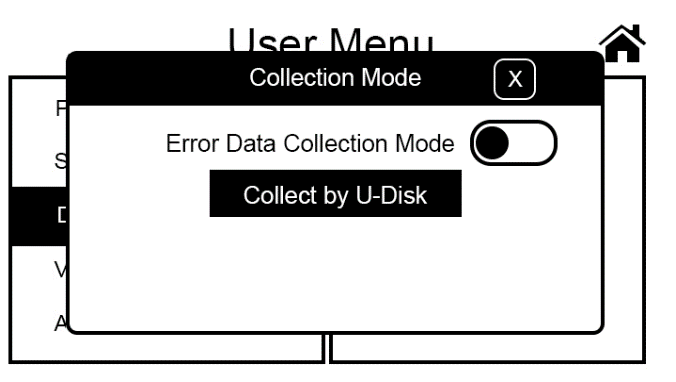 User Menu
Collection Mode X
Error Data Collection Mode
Collect by U-Disk